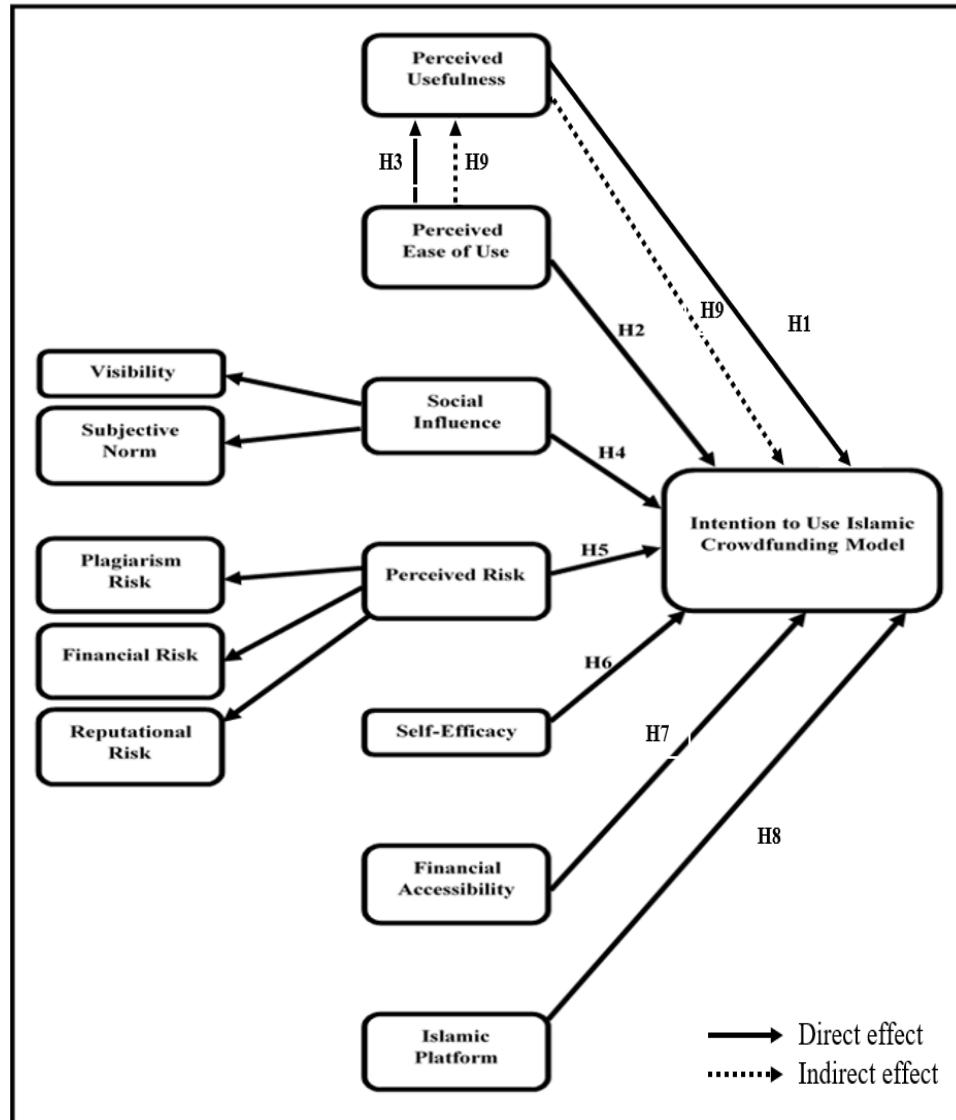 Perceived
Usefulness
H3
H9
Perceived
Ease of Use
H9
H1
H2
Visibility
Subjective
Norm
Social
Influence
H4
Intention to Use Islamic
Crowdfunding Model
Plagiarism
Risk
Financial Risk
Reputational
Risk
Perceived Risk
H5
H6
Self-Efficacy
H7
Financial
Accessibility
H8
Islamic
Platform
Direct effect
Indirect effect